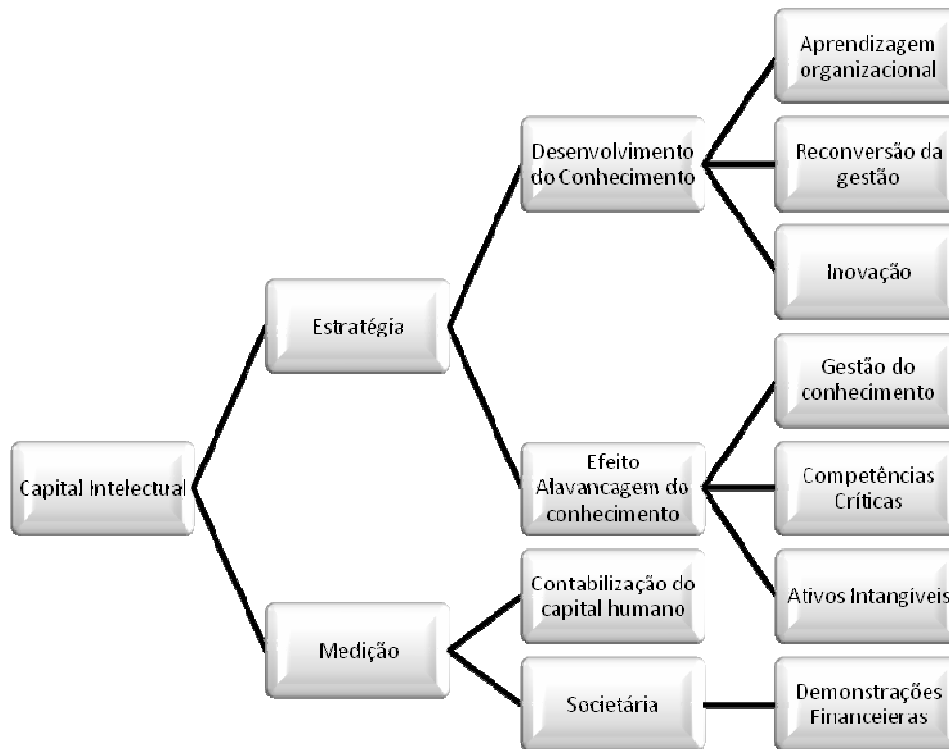 Aprendizagem
organizacional
Desenvolvimento
do Conhecimento
Reconversão da
gestão
Inovação
Estratégia
Gestão do
conhecimento
Capital Intelectual
Efeito
Alavancagem do
conhecimento
Competências
Críticas
Contabilização do
capital humano
Ativos Intangíveis
Medição
Societária
Demonstrações
Financeieras